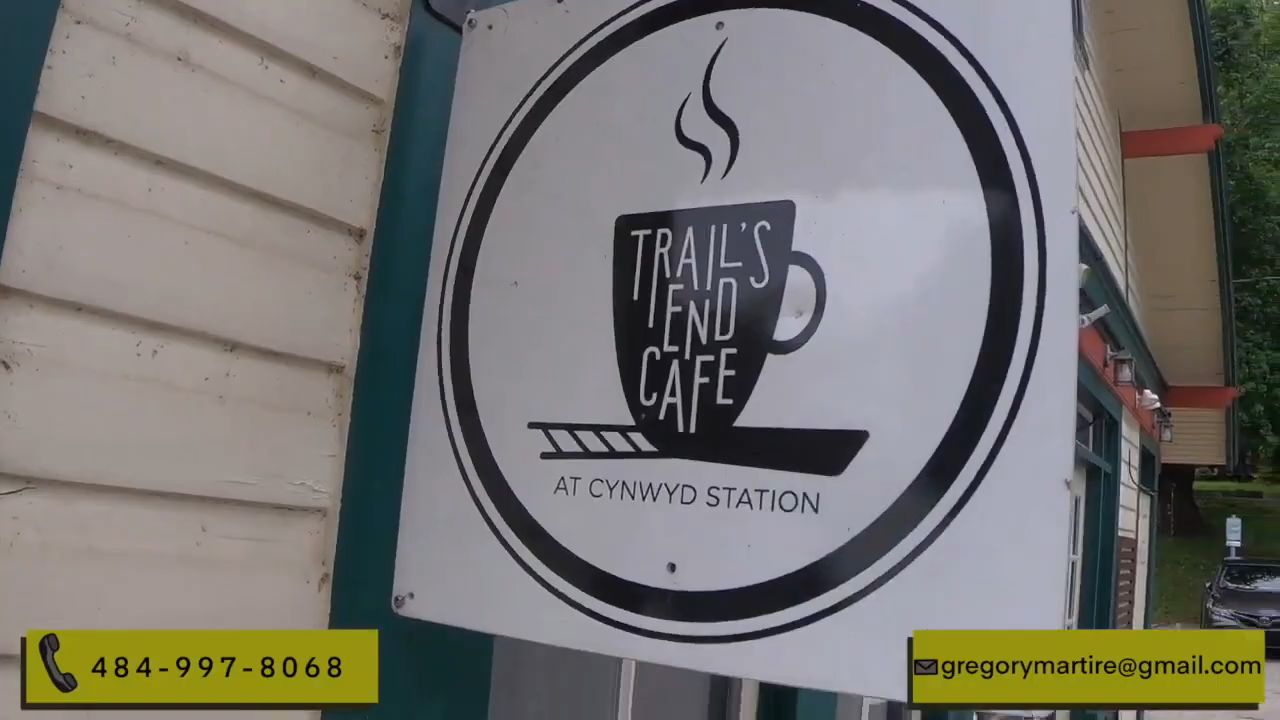 TRAIL'S
END
CAFE
AT CYNWYD STATION
484-997-8068
gregorymartire@gmail.com